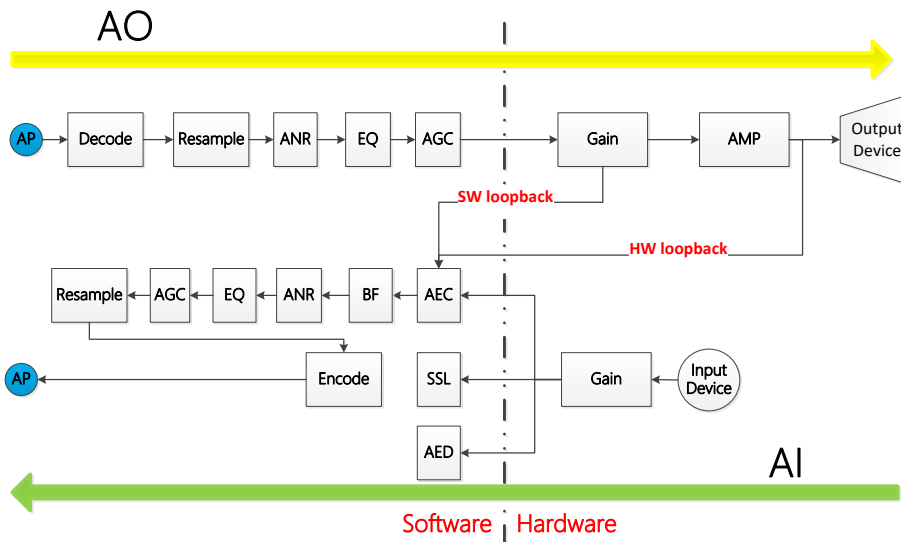 AO
AP
Decode
Resample
ANR
EQ
AGC
Gain
AMP
Output
Device
SW loopback
HW loopback
Resample
AGC
EQ
ANR
BF
AEC
AP
Encode
SSL
Gain
Input
Device
AED
AI
Software
Hardware